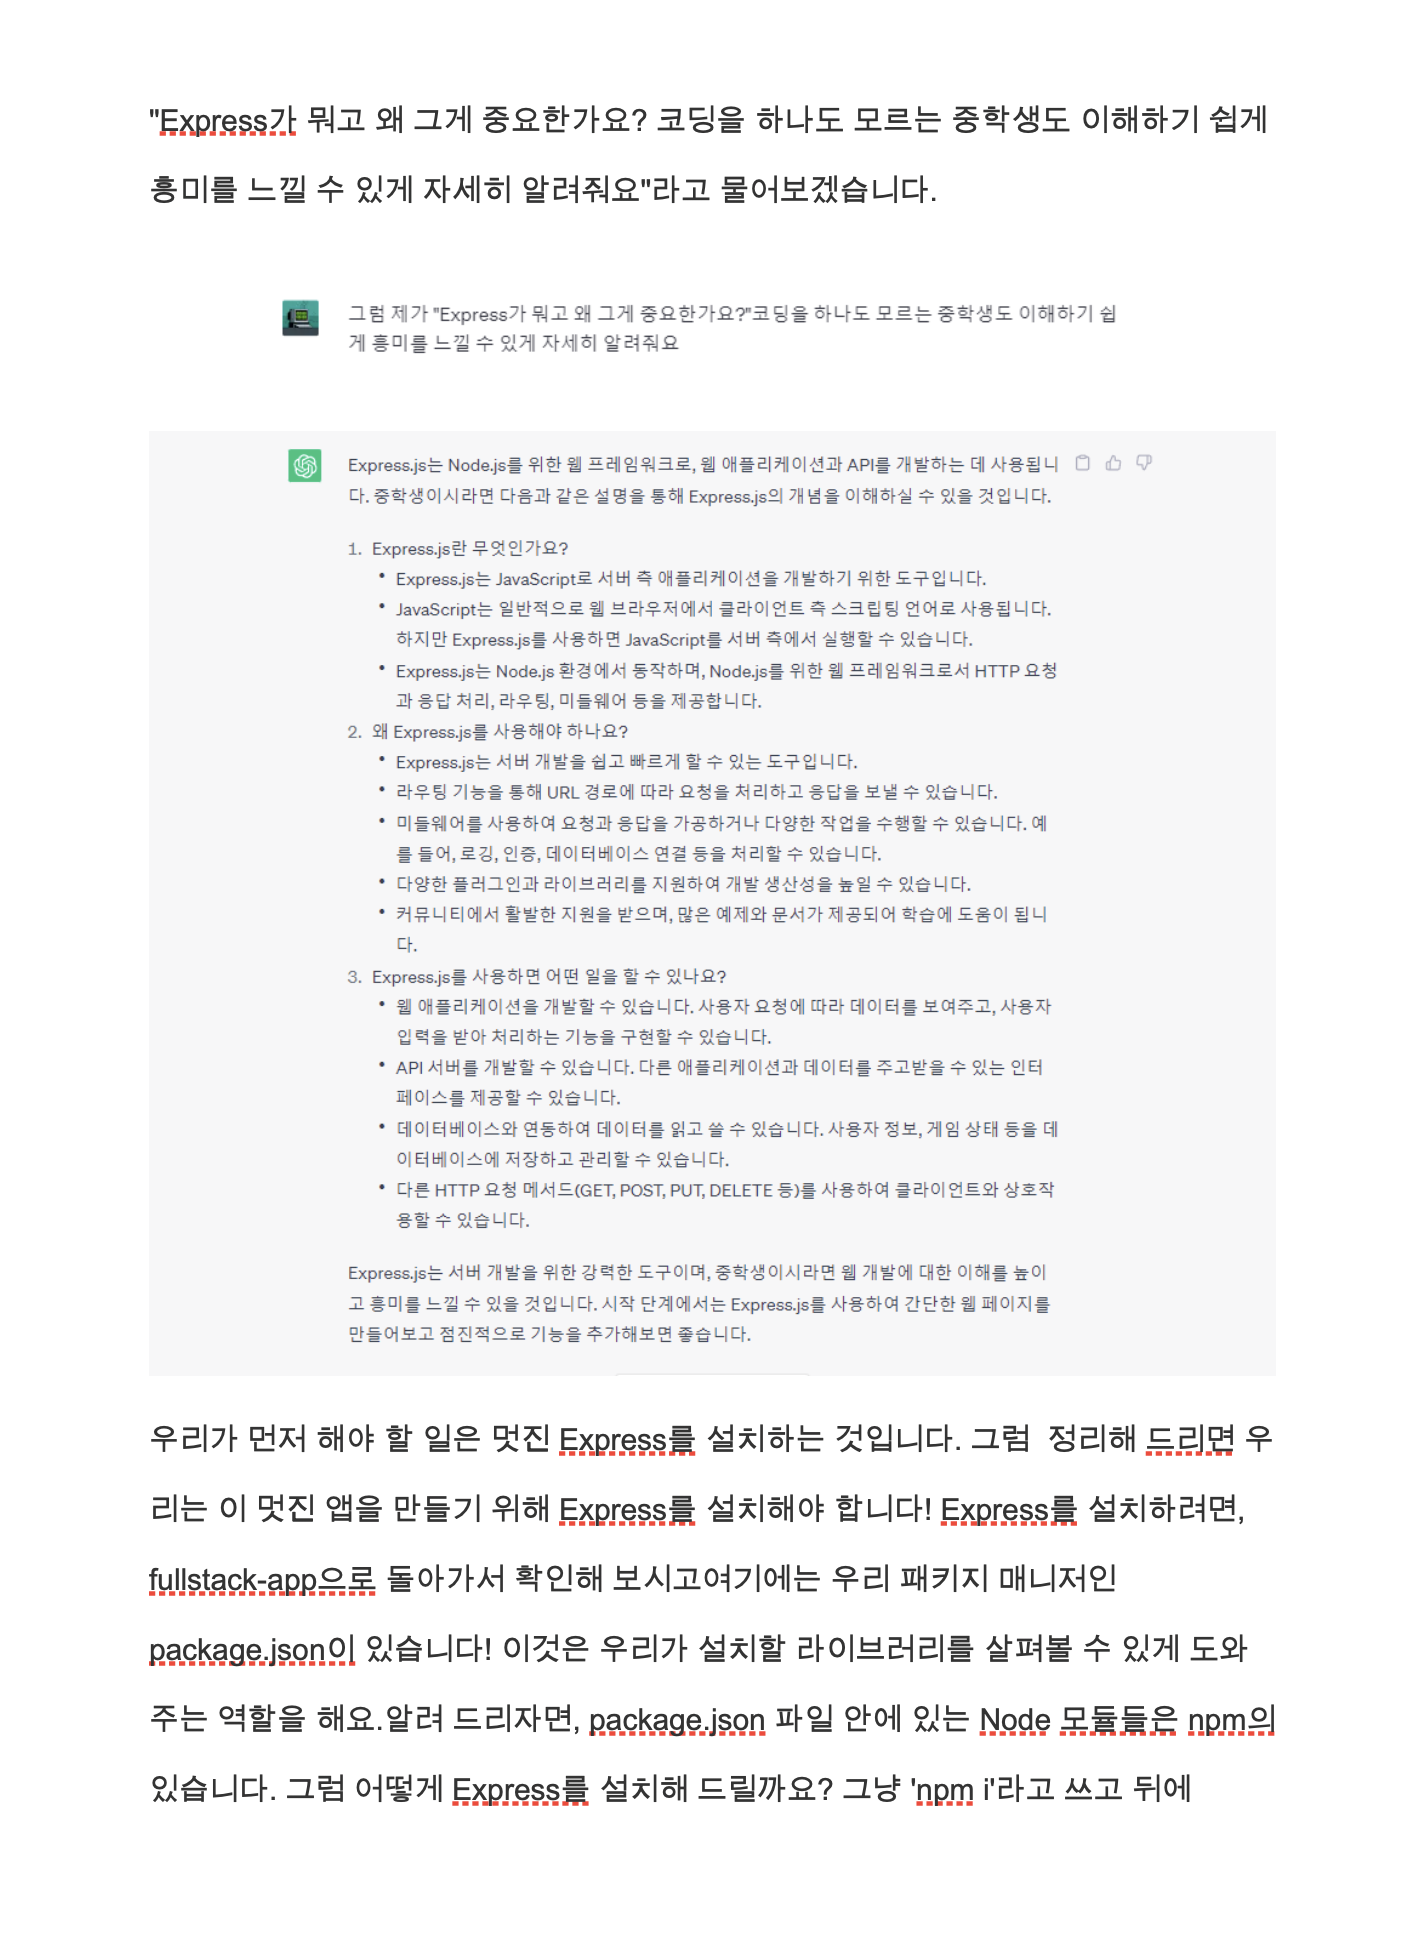 "Express가 뭐고 왜 그게 중요한가요? 코딩을 하나도 모르는 중학생도 이해하기 쉽게
흥미를 느낄 수 있게 자세히 알려줘요"라고 물어보겠습니다.
그럼 제가 "Express가 뭐고 왜 그게 중요한가요?"코딩을 하나도 모르는 중학생도 이해하기 쉽
게 흥미를 느낄 수 있게 자세히 알려줘요
Express.js는 Node.js를 위한 웹 프레임워크로, 웹 애플리케이션과 API를 개발하는 데 사용됩니
다. 중학생이시라면 다음과 같은 설명을 통해 Express.js의 개념을 이해하실 수 있을 것입니다.
1. Express.js란 무엇인가요?
• Express.js는 JavaScript로 서버 측 애플리케이션을 개발하기 위한 도구입니다.
• JavaScript는 일반적으로 웹 브라우저에서 클라이언트 측 스크립팅 언어로 사용됩니다.
하지만 Express.js를 사용하면 JavaScript를 서버 측에서 실행할 수 있습니다.
• Express.js는 Node.js 환경에서 동작하며, Node.js를 위한 웹 프레임워크로서 HTTP 요청
과 응답 처리, 라우팅, 미들웨어 등을 제공합니다.
2. 왜 Express.js를 사용해야 하나요?
• Express.js는 서버 개발을 쉽고 빠르게 할 수 있는 도구입니다.
• 라우팅 기능을 통해 URL 경로에 따라 요청을 처리하고 응답을 보낼 수 있습니다.
• 미들웨어를 사용하여 요청과 응답을 가공하거나 다양한 작업을 수행할 수 있습니다. 예
를 들어, 로깅, 인증, 데이터베이스 연결 등을 처리할 수 있습니다.
• 다양한 플러그인과 라이브러리를 지원하여 개발 생산성을 높일 수 있습니다.
• 커뮤니티에서 활발한 지원을 받으며, 많은 예제와 문서가 제공되어 학습에 도움이 됩니
다.
3. Express.js를 사용하면 어떤 일을 할 수 있나요?
• 웹 애플리케이션을 개발할 수 있습니다. 사용자 요청에 따라 데이터를 보여주고, 사용자
입력을 받아 처리하는 기능을 구현할 수 있습니다.
• API 서버를 개발할 수 있습니다. 다른 애플리케이션과 데이터를 주고받을 수 있는 인터
페이스를 제공할 수 있습니다.
• 데이터베이스와 연동하여 데이터를 읽고 쓸 수 있습니다. 사용자 정보, 게임 상태 등을 데
이터베이스에 저장하고 관리할 수 있습니다.
• 다른 HTTP 요청 메서드(GET, POST, PUT, DELETE 등)를 사용하여 클라이언트와 상호작
용할 수 있습니다.
Express.js는 서버 개발을 위한 강력한 도구이며, 중학생이시라면 웹 개발에 대한 이해를 높이
고 흥미를 느낄 수 있을 것입니다. 시작 단계에서는 Express.js를 사용하여 간단한 웹 페이지를
만들어보고 점진적으로 기능을 추가해보면 좋습니다.
우리가 먼저 해야 할 일은 멋진 Express를 설치하는 것입니다. 그럼  정리해 드리면 우
리는 이 멋진 앱을 만들기 위해 Express를 설치해야 합니다! Express를 설치하려면,
fullstack-app으로 돌아가서 확인해 보시고여기에는 우리 패키지 매니저인
package.json이 있습니다! 이것은 우리가 설치할 라이브러리를 살펴볼 수 있게 도와
주는 역할을 해요.알려 드리자면, package.json 파일 안에 있는 Node 모듈들은 npm의
있습니다. 그럼 어떻게 Express를 설치해 드릴까요? 그냥 'npm i'라고 쓰고 뒤에